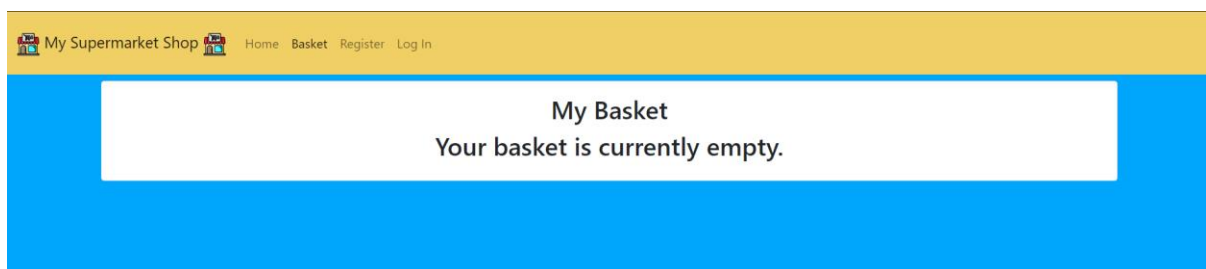 My Supermarket Shop Home Basket Register Log In
My Basket
Your basket is currently empty.